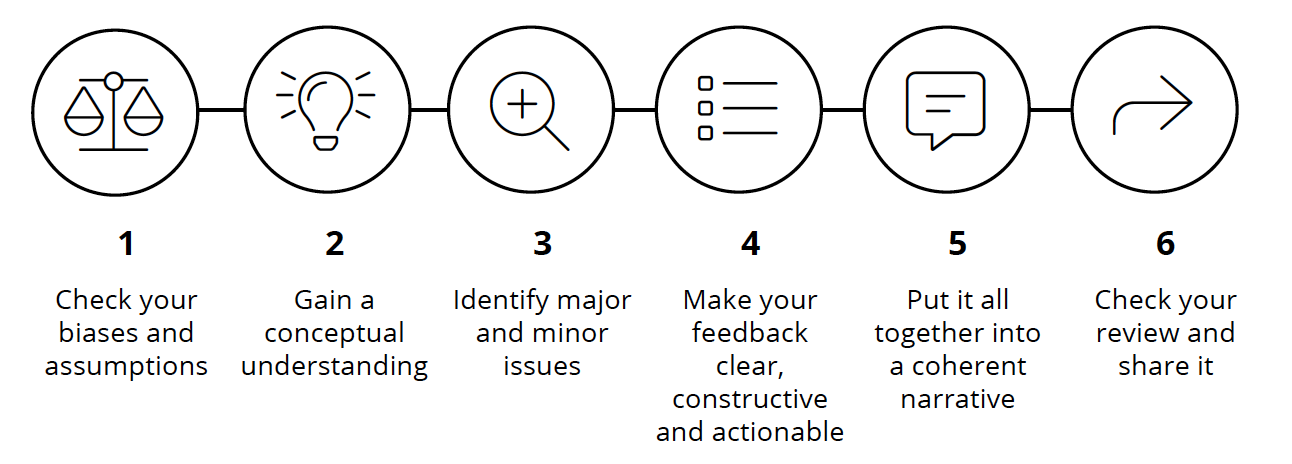 1
Check your
biases and
assumptions
2
Gain a
conceptual
understanding
3
Identify major
and minor
issues
4
Make your
feedback
clear,
constructive
and actionable
5
Put it all
together into
a coherent
narrative
6
Check your
review and
share it